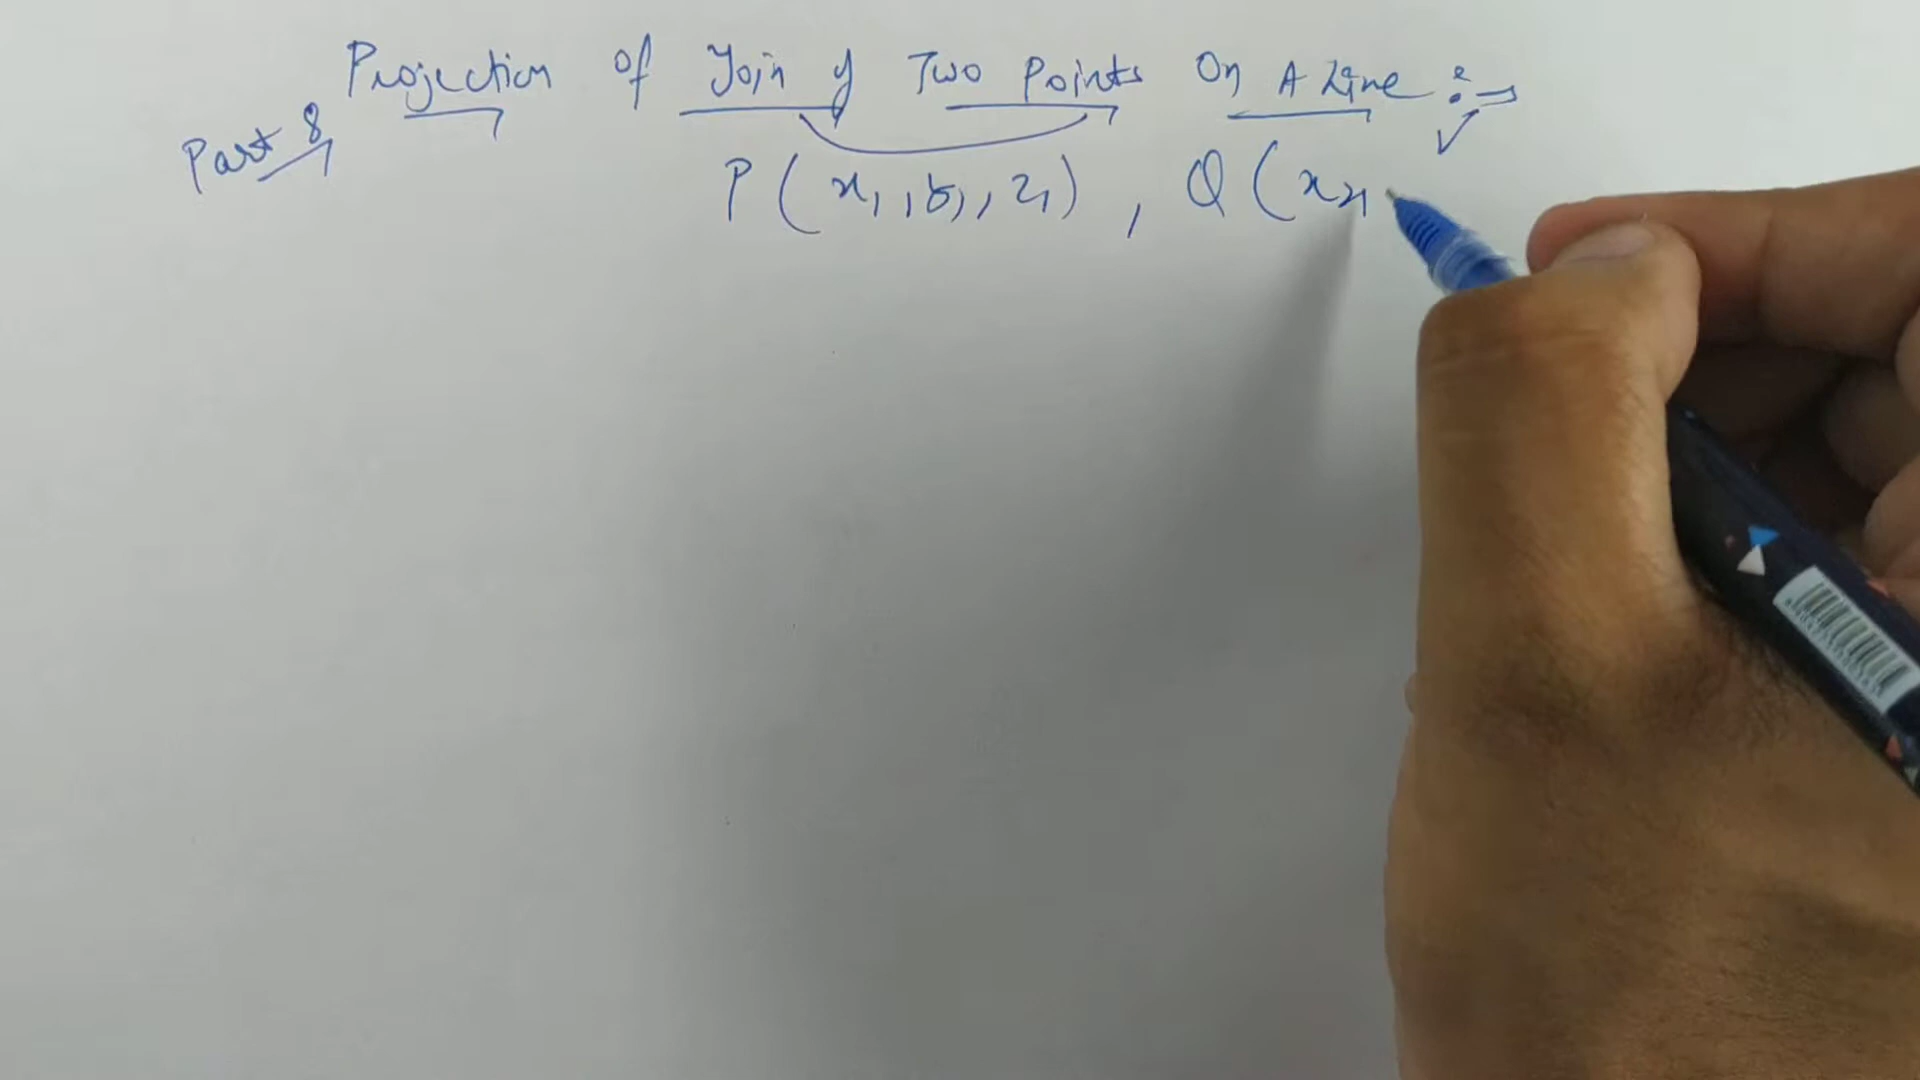 Projection of Join of Two Points On A Line :-
Part 8
P ( x₁, y₁, z₁ ) , Q ( x₂